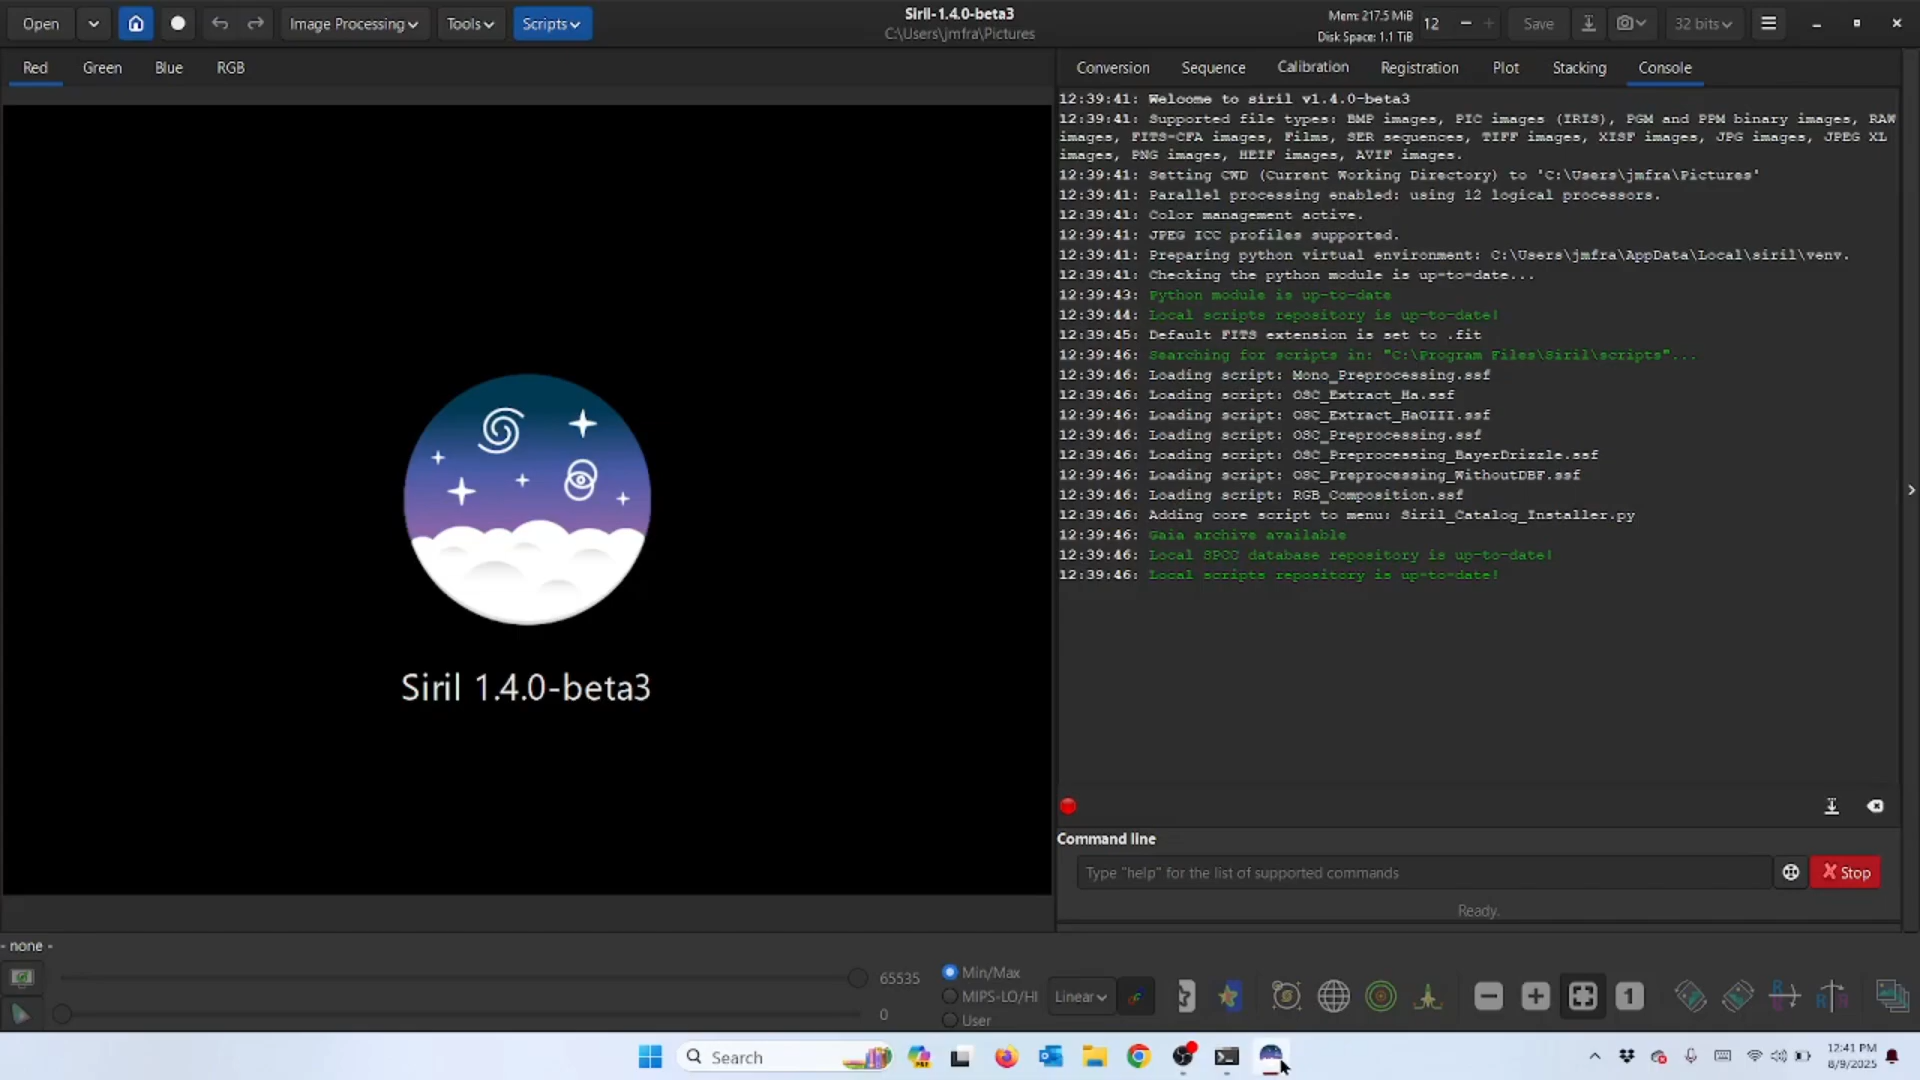 Open
Image Processing
Tools
Scripts
Siril-1.4.0-beta3
C:\Users\jmfra\Pictures
Mem: 217.5 MiB
Disk Space: 1.1 TiB
12
Save
32 bits
Red
Green
Blue
RGB
Conversion
Sequence
Calibration
Registration
Plot
Stacking
Console
12:39:41: Welcome to siril v1.4.0-beta3
12:39:41: Supported file types: BMP images, PIC images (IRIS), PGM and PPM binary images, RAW
images, FITS-CFA images, Films, SER sequences, TIFF images, XISF images, JPG images, JPEG XL
images, PNG images, HEIF images, AVIF images.
12:39:41: Setting CWD (Current Working Directory) to 'C:\Users\jmfra\Pictures'
12:39:41: Parallel processing enabled: using 12 logical processors.
12:39:41: Color management active.
12:39:41: JPEG ICC profiles supported.
12:39:41: Preparing python virtual environment: C:\Users\jmfra\AppData\Local\siril\venv.
12:39:41: Checking the python module is up-to-date...
12:39:43: Python module is up-to-date
12:39:44: Local scripts repository is up-to-date!
12:39:45: Default FITS extension is set to .fit
12:39:46: Searching for scripts in: "C:\Program Files\Siril\scripts"...
12:39:46: Loading script: Mono_Preprocessing.ssf
12:39:46: Loading script: OSC_Extract_Ha.ssf
12:39:46: Loading script: OSC_Extract_HaOIII.ssf
12:39:46: Loading script: OSC_Preprocessing.ssf
12:39:46: Loading script: OSC_Preprocessing_BayerDrizzle.ssf
12:39:46: Loading script: OSC_Preprocessing_WithoutDBF.ssf
12:39:46: Loading script: RGB_Composition.ssf
12:39:46: Adding core script to menu: Siril_Catalog_Installer.py
12:39:46: Gaia archive available
12:39:46: Local SPCC database repository is up-to-date!
12:39:46: Local scripts repository is up-to-date!
Siril 1.4.0-beta3
Command line
Type "help" for the list of supported commands
Stop
Ready.
- none -
65535
0
Min/Max
MIPS-LO/HI
User
Linear
1
Search
12:41 PM
8/9/2025